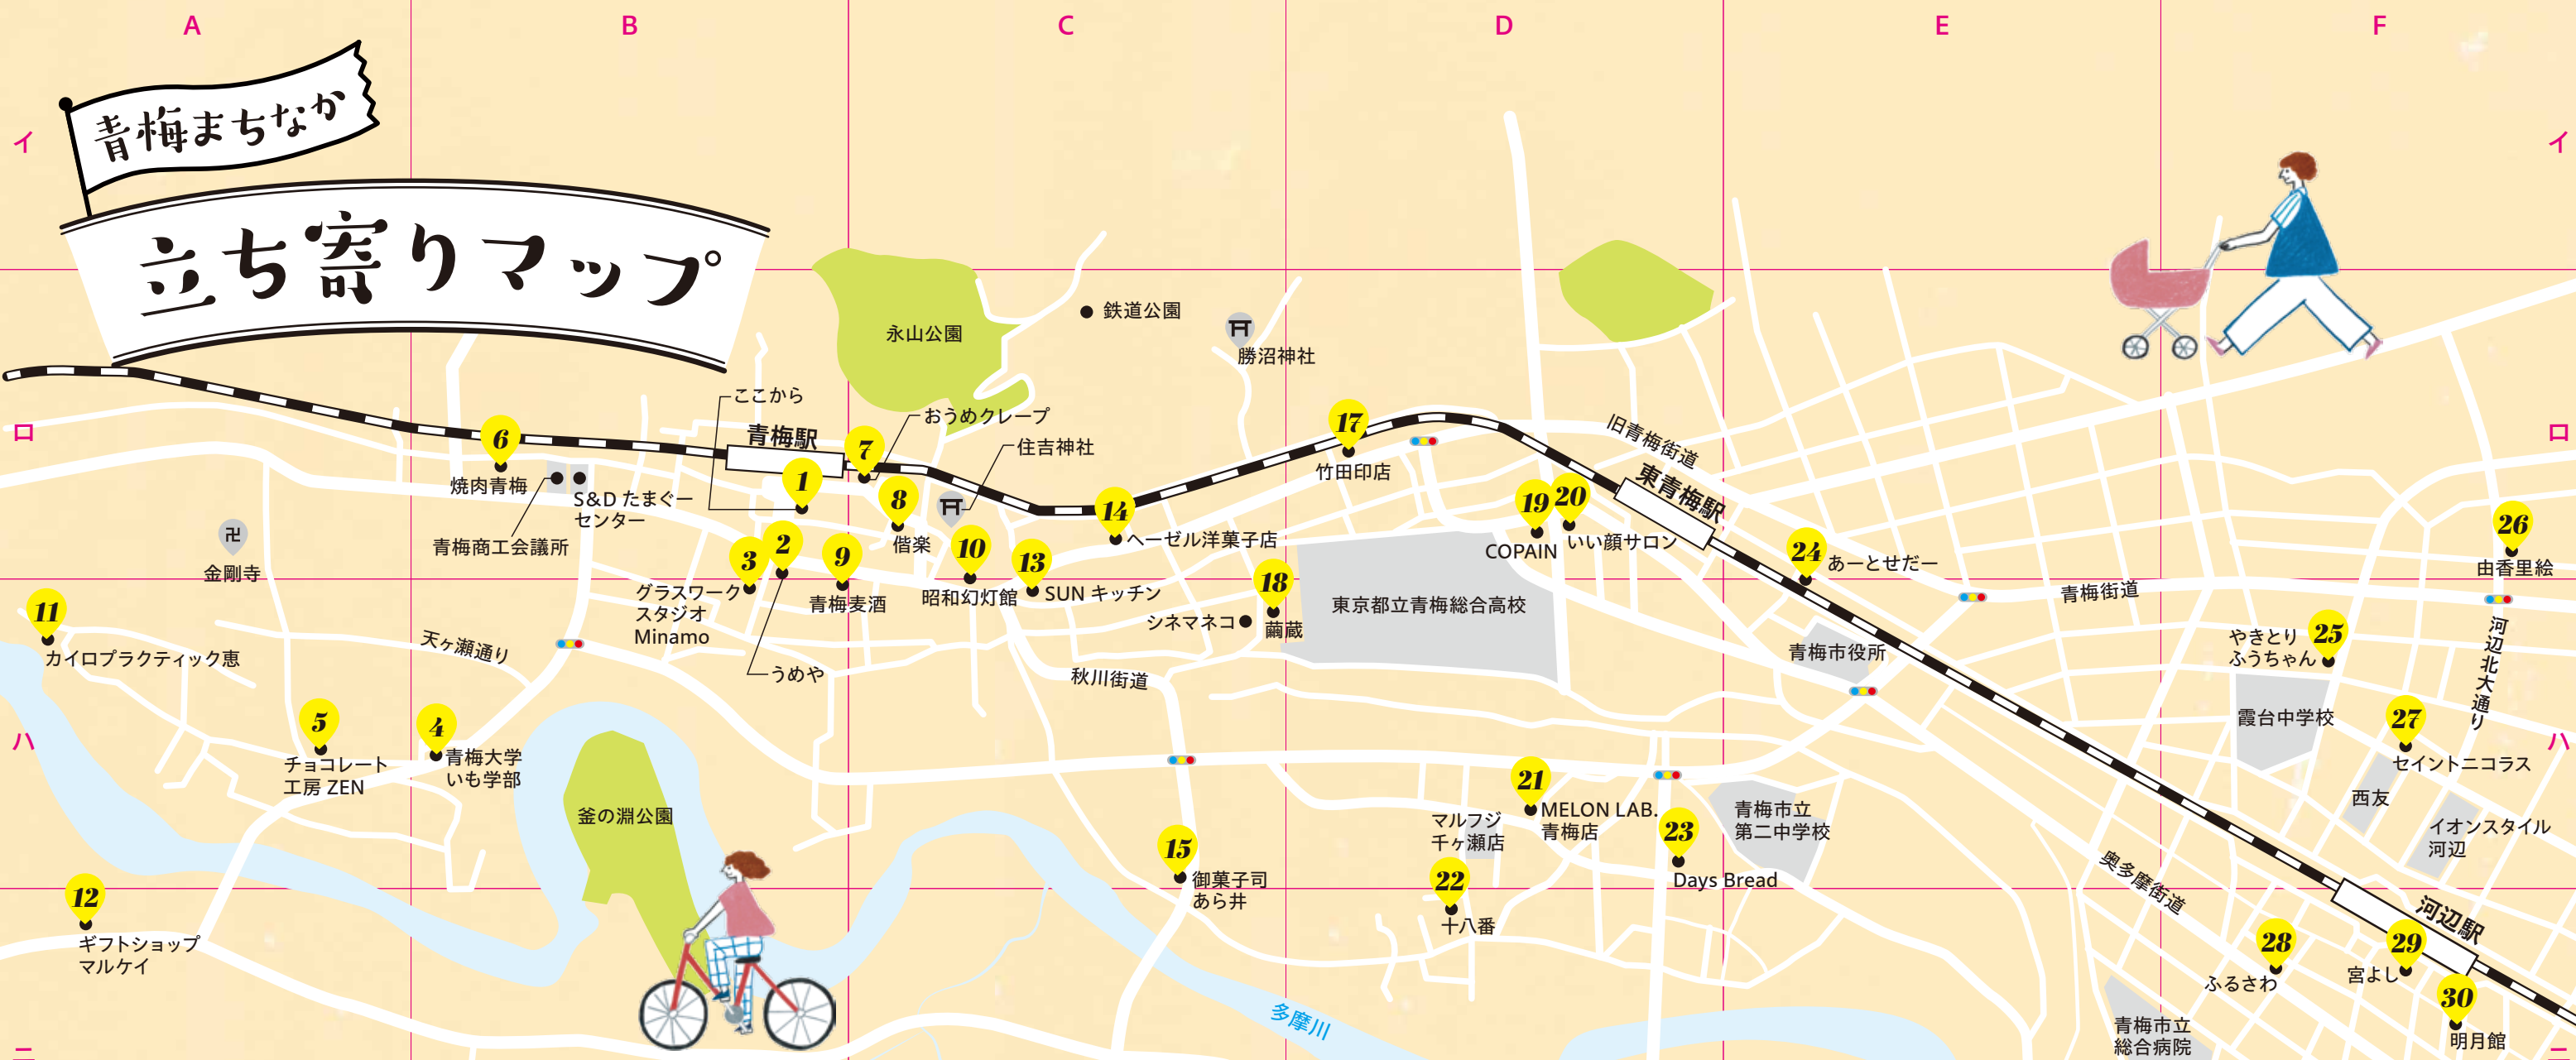 A
B
C
D
E
F
イ
イ
ロ
ロ
ハ
ハ
青梅まちなか
立ち寄りマップ
永山公園
鉄道公園
勝沼神社
ここから
青梅駅
おうめクレープ
住吉神社
6
焼肉青梅
S&D たまぐー
センター
青梅商工会議所
金剛寺
1
7
8
偕楽
2
うめや
3
グラスワーク
スタジオ
Minamo
9
青梅麦酒
10
昭和幻灯館
13
SUN キッチン
14
ヘーゼル洋菓子店
17
竹田印店
18
繭蔵
シネマネコ
東京都立青梅総合高校
19
COPAIN
20
いい顔サロン
旧青梅街道
東青梅駅
24
あーとせだー
青梅街道
青梅市役所
26
由香里絵
河辺北大通り
25
やきとり
ふうちゃん
霞台中学校
27
セイントニコラス
西友
イオンスタイル
河辺
11
カイロプラクティック恵
天ヶ瀬通り
秋川街道
5
チョコレート
工房 ZEN
4
青梅大学
いも学部
釜の淵公園
12
ギフトショップ
マルケイ
15
御菓子司
あら井
多摩川
21
MELON LAB.
青梅店
マルフジ
千ヶ瀬店
22
十八番
23
Days Bread
青梅市立
第二中学校
奥多摩街道
河辺駅
28
ふるさわ
29
宮よし
30
明月館
青梅市立
総合病院